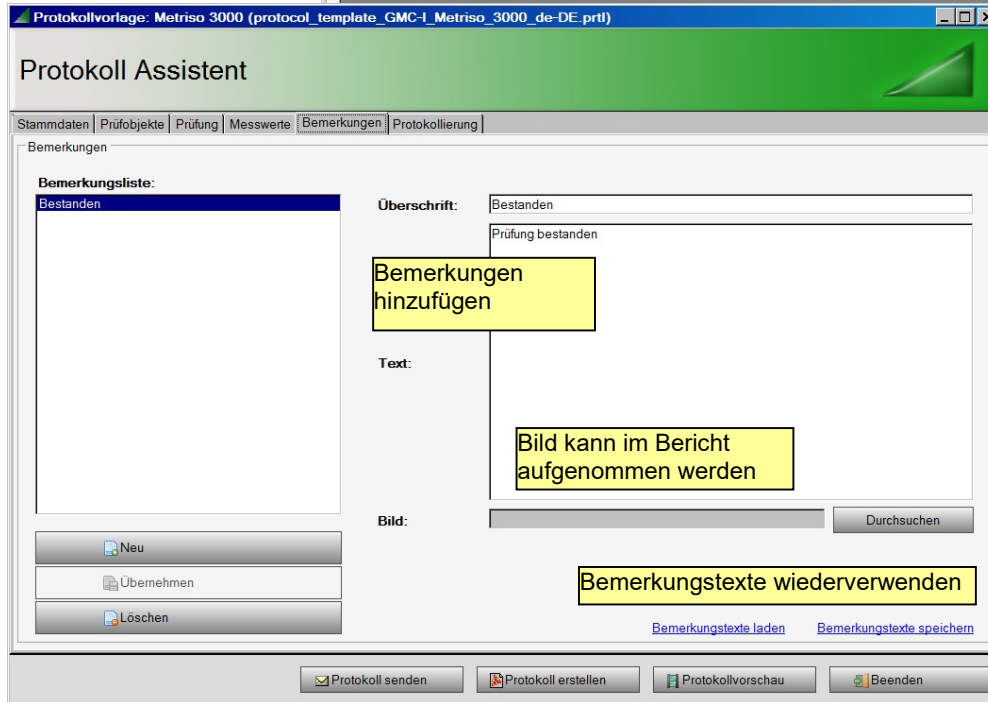 Protokollvorlage: Metriso 3000 (protocol_template_GMC-I_Metriso_3000_de-DE.prtl)
Protokoll Assistent
Stammdaten Prüfobjekte Prüfung Messwerte Bemerkungen Protokollierung
Bemerkungen
Bemerkungsliste:
Bestanden
Überschrift: Bestanden
Prüfung bestanden
Bemerkungen
hinzufügen
Text:
Bild kann im Bericht
aufgenommen werden
Bild: Durchsuchen
Neu
Übernehmen
Löschen
Bemerkungstexte wiederverwenden
Bemerkungstexte laden Bemerkungstexte speichern
Protokoll senden Protokoll erstellen Protokollvorschau Beenden